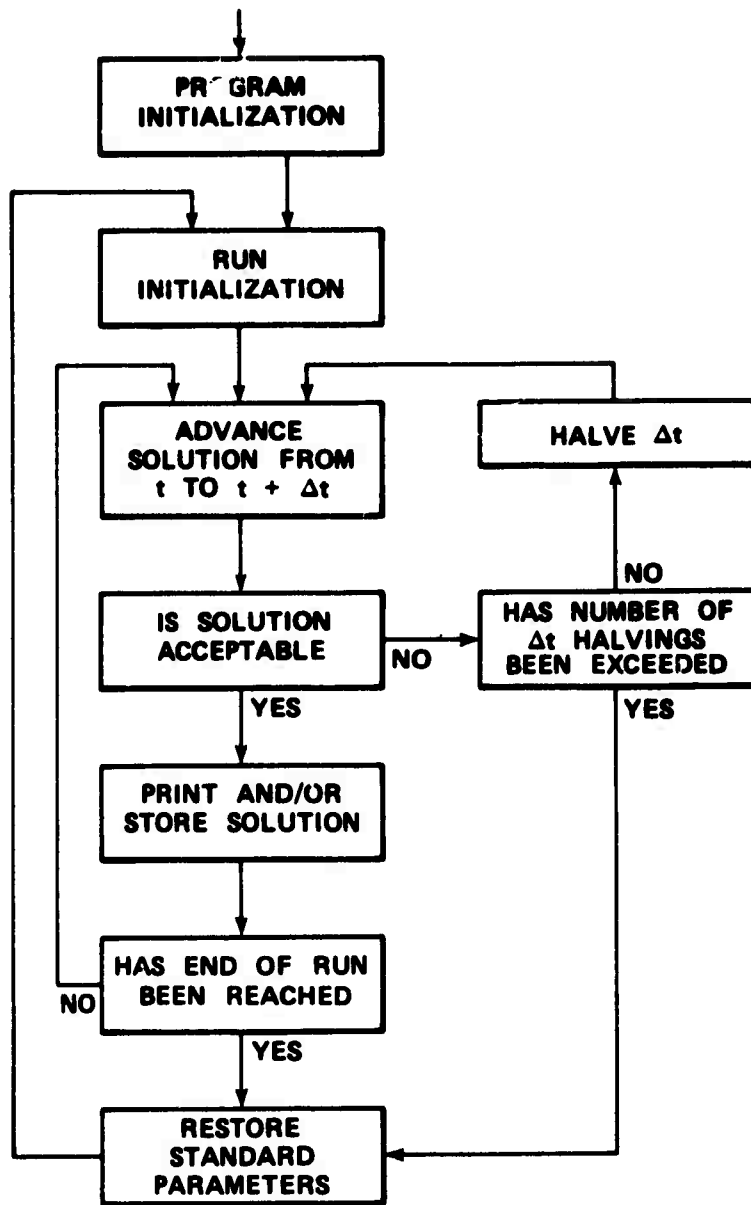 PROGRAM
INITIALIZATION
RUN
INITIALIZATION
ADVANCE
SOLUTION FROM
t TO t + Δt
HALVE Δt
IS SOLUTION
ACCEPTABLE
NO
YES
NO
HAS NUMBER OF
Δt HALVINGS
BEEN EXCEEDED
YES
PRINT AND/OR
STORE SOLUTION
HAS END OF RUN
BEEN REACHED
NO
YES
RESTORE
STANDARD
PARAMETERS